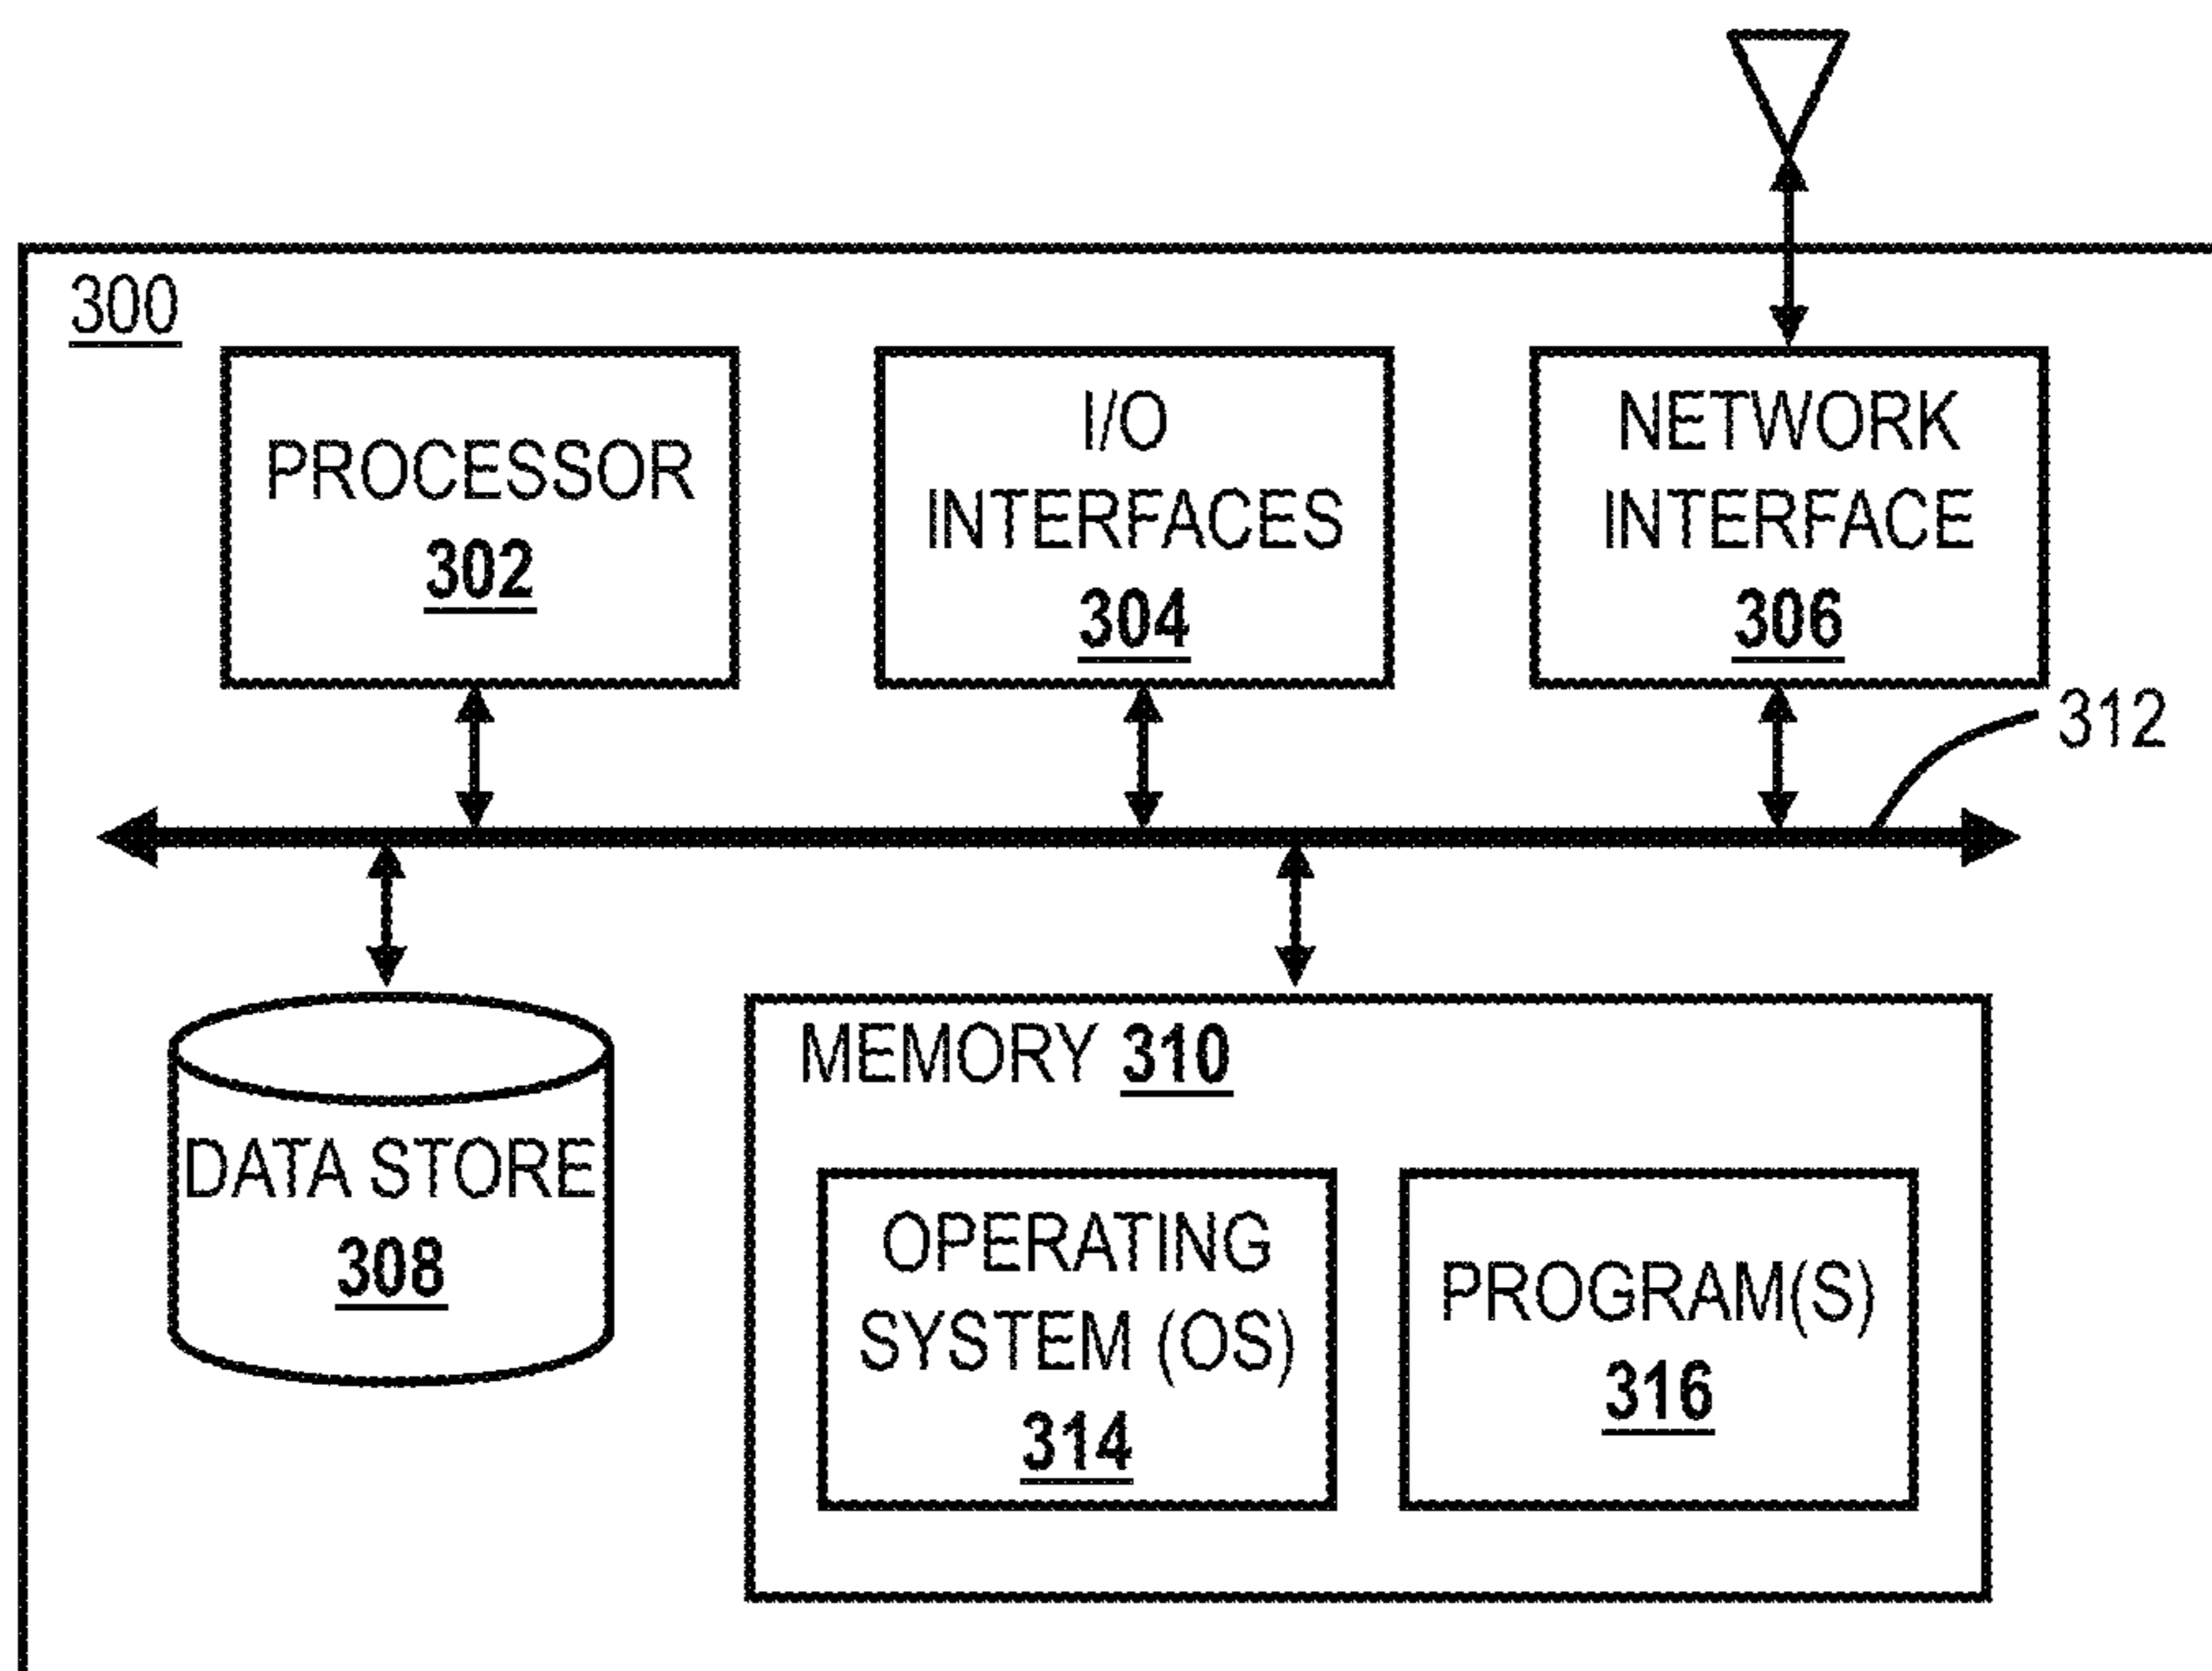 300
PROCESSOR
302
I/O
INTERFACES
304
NETWORK
INTERFACE
306
312
DATA STORE
308
MEMORY 310
OPERATING
SYSTEM (OS)
314
PROGRAM(S)
316